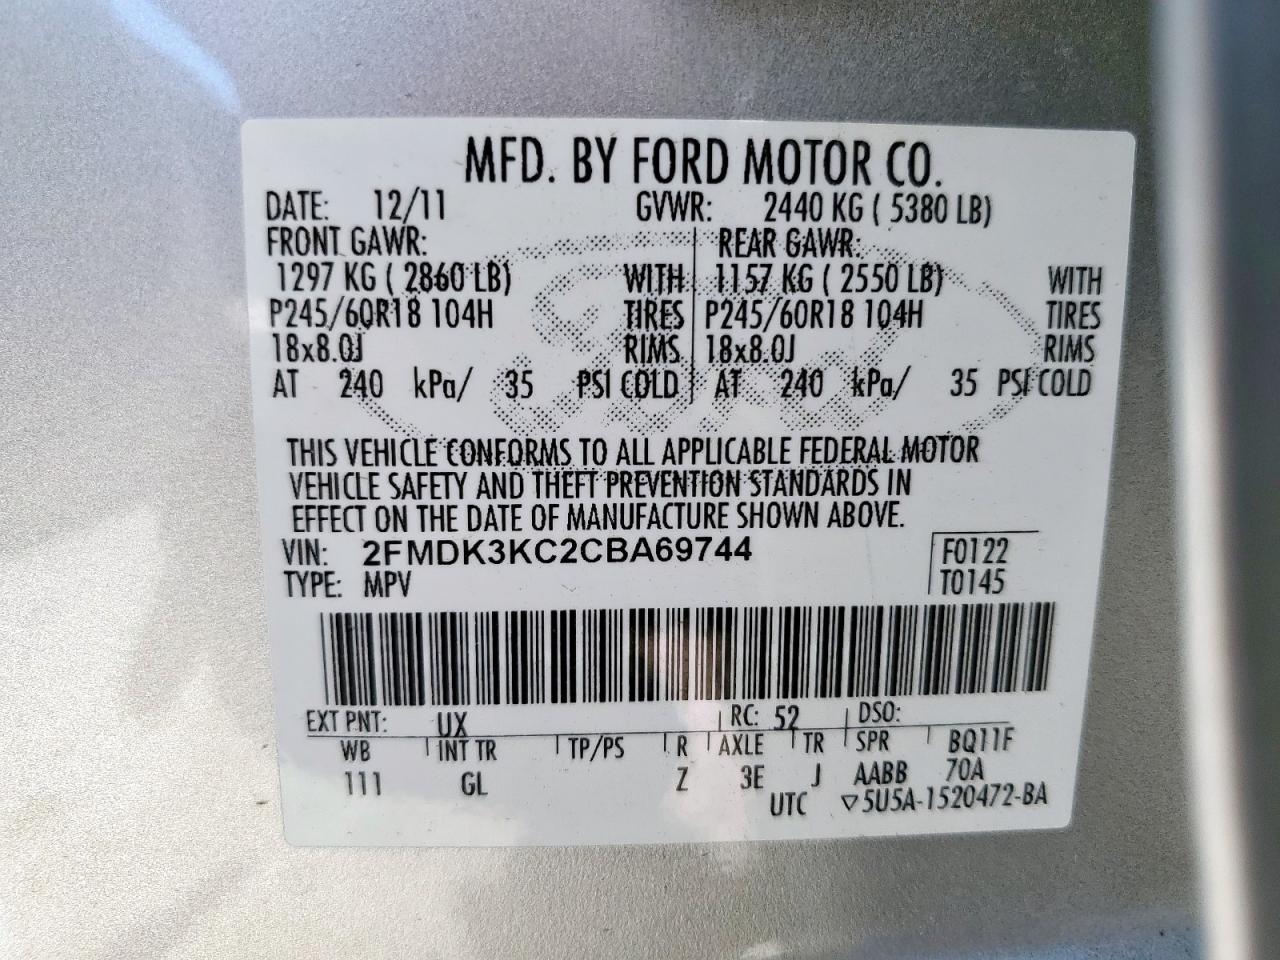 MFD. BY FORD MOTOR CO.
DATE: 12/11 GVWR: 2440 KG ( 5380 LB)
FRONT GAWR: REAR GAWR:
1297 KG ( 2860 LB) WITH 1157 KG ( 2550 LB) WITH
P245/60R18 104H TIRES P245/60R18 104H TIRES
18x8.0J RIMS 18x8.0J RIMS
AT 240 kPa/ 35 PSI COLD AT 240 kPa/ 35 PSI COLD
THIS VEHICLE CONFORMS TO ALL APPLICABLE FEDERAL MOTOR
VEHICLE SAFETY AND THEFT PREVENTION STANDARDS IN
EFFECT ON THE DATE OF MANUFACTURE SHOWN ABOVE.
VIN: 2FMDK3KC2CBA69744 F0122
TYPE: MPV T0145
EXT PNT: UX RC: 52 DSO:
WB INT TR TP/PS R AXLE TR SPR BQ11F
111 GL Z 3E J AABB 70A
UTC ▽5U5A-1520472-BA
Ford